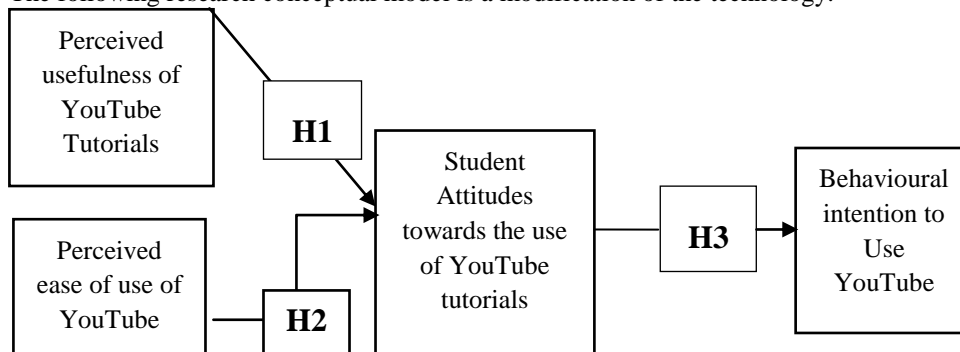 The following research conceptual model is a modification of the technology.
Perceived
usefulness of
YouTube
Tutorials
H1
Perceived
ease of use of
YouTube
H2
Student
Attitudes
towards the use
of YouTube
tutorials
H3
Behavioural
intention to
Use
YouTube